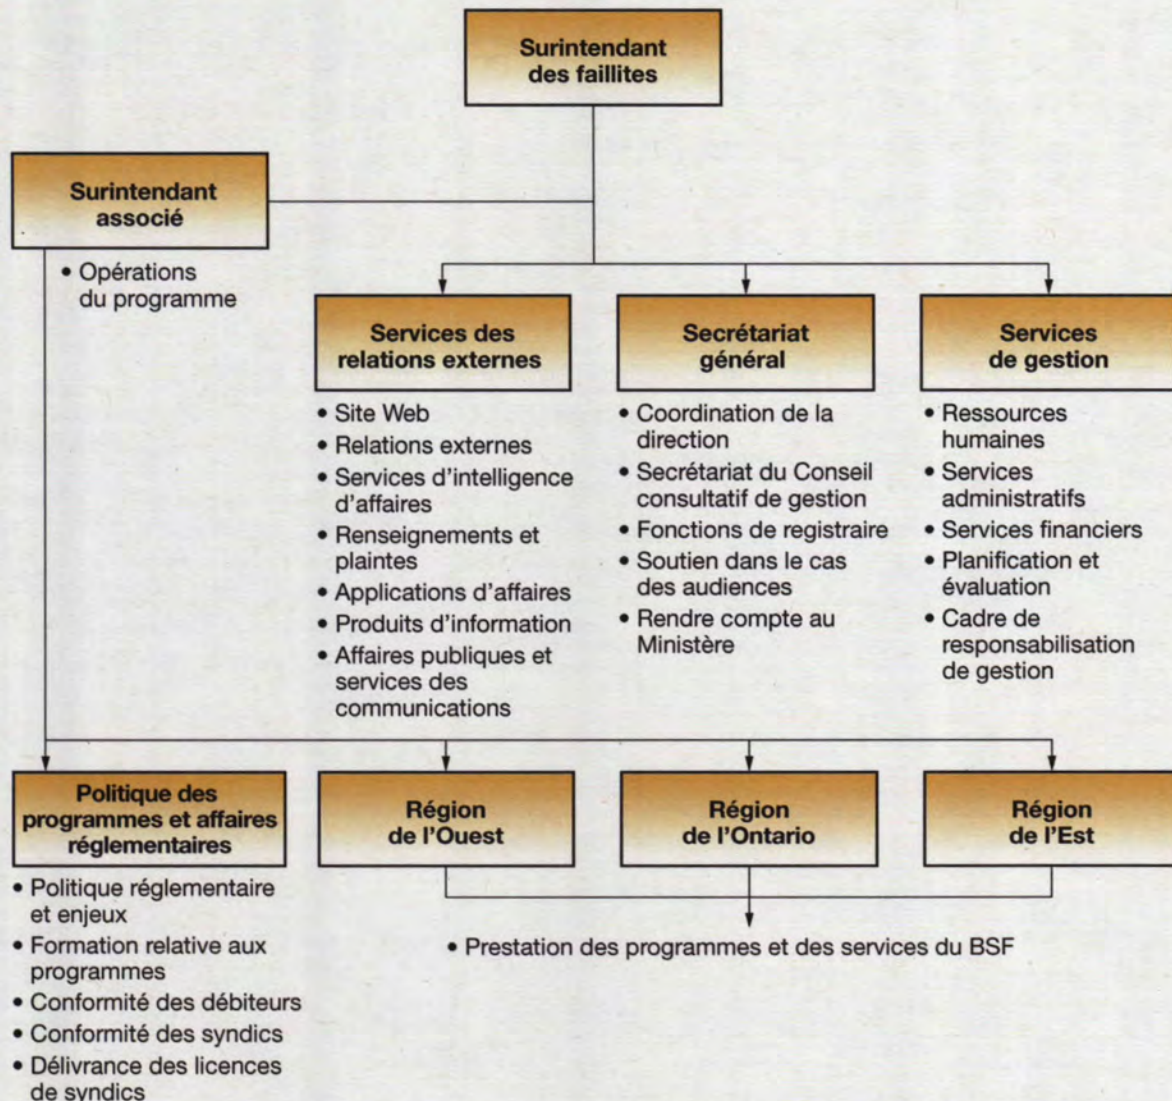 Surintendant
des faillites
Surintendant
associé
• Opérations
du programme
Services des
relations externes
• Site Web
• Relations externes
• Services d'intelligence
d'affaires
• Renseignements et
plaintes
• Applications d'affaires
• Produits d'information
• Affaires publiques et
services des
communications
Secrétariat
général
• Coordination de la
direction
• Secrétariat du Conseil
consultatif de gestion
• Fonctions de registraire
• Soutien dans le cas
des audiences
• Rendre compte au
Ministère
Services
de gestion
• Ressources
humaines
• Services
administratifs
• Services financiers
• Planification et
évaluation
• Cadre de
responsabilisation
de gestion
Politique des
programmes et affaires
réglementaires
• Politique réglementaire
et enjeux
• Formation relative aux
programmes
• Conformité des débiteurs
• Conformité des syndics
• Délivrance des licences
de syndics
Région
de l'Ouest
Région
de l'Ontario
Région
de l'Est
• Prestation des programmes et des services du BSF